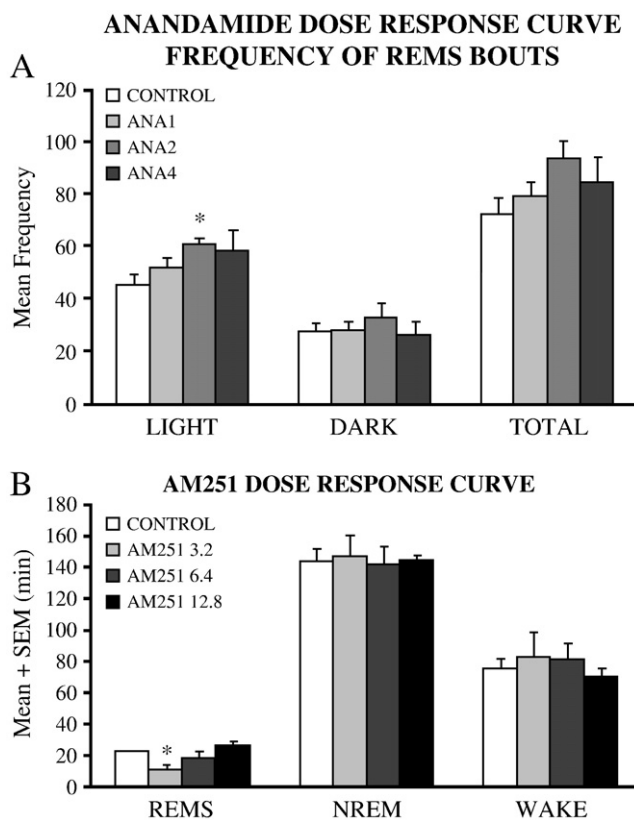 ANANDAMIDE DOSE RESPONSE CURVE
FREQUENCY OF REMS BOUTS
A
120
100
80
60
40
20
0
Mean Frequency
CONTROL
ANA1
ANA2
ANA4
*
LIGHT DARK TOTAL
B
AM251 DOSE RESPONSE CURVE
180
160
140
120
100
80
60
40
20
0
Mean + SEM (min)
CONTROL
AM251 3.2
AM251 6.4
AM251 12.8
*
REMS NREM WAKE